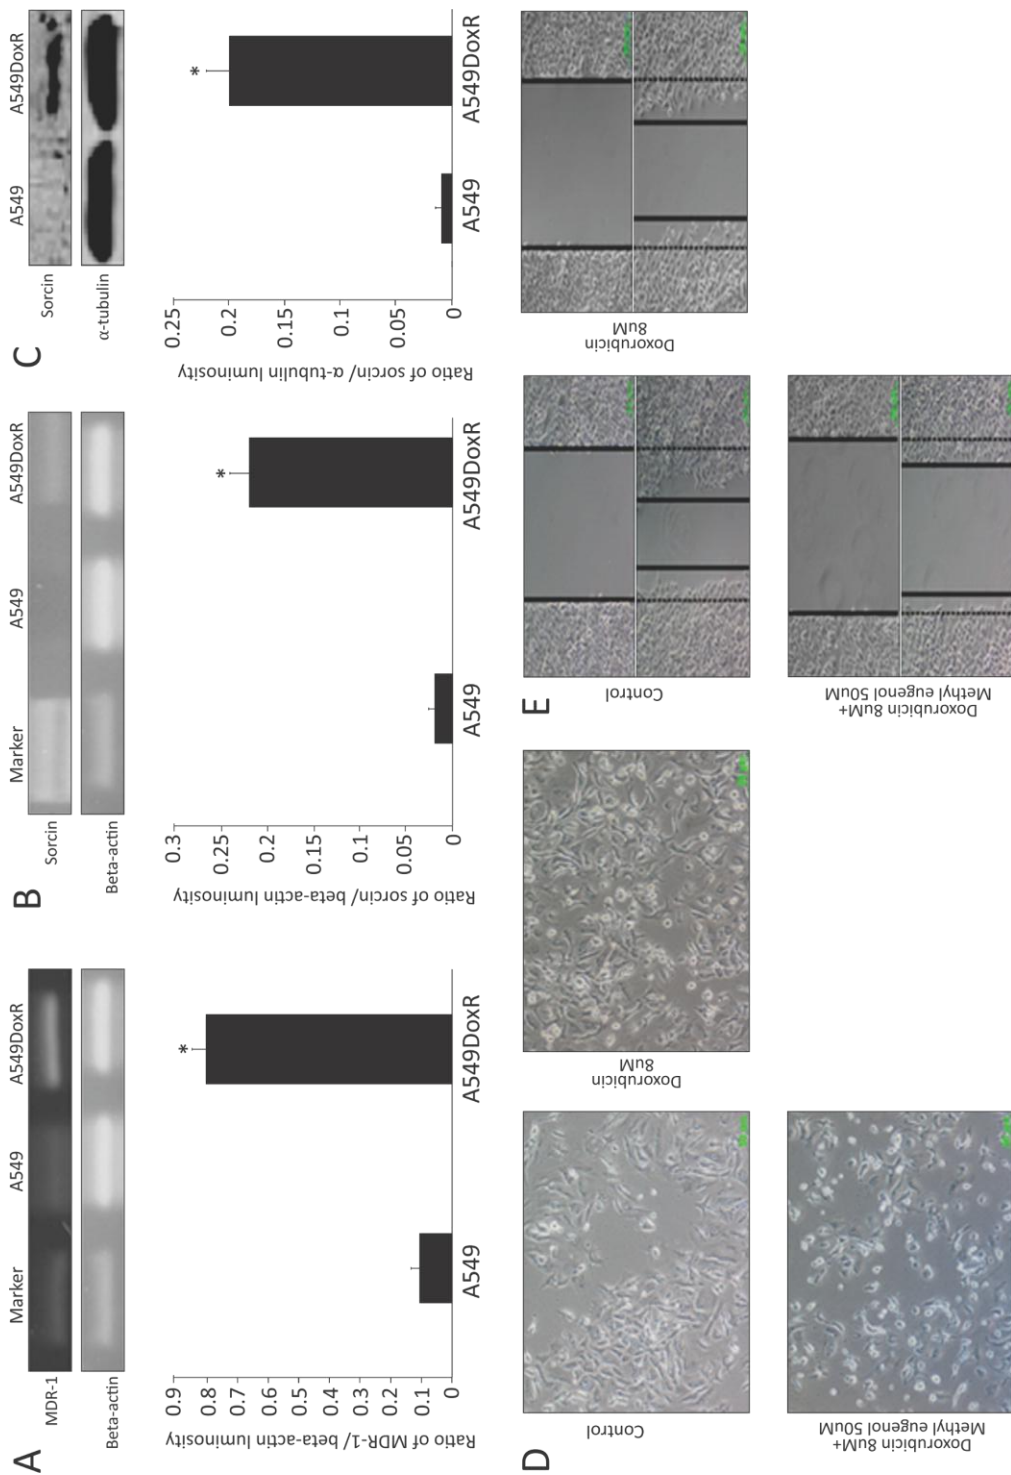 A
Marker
A549
A549DoxR
MDR-1
Beta-actin
Ratio of MDR-1/ beta-actin luminosity
0.9
0.8
0.7
0.6
0.5
0.4
0.3
0.2
0.1
0
*
A549
A549DoxR
B
Marker
A549
A549DoxR
Sorcin
Beta-actin
Ratio of sorcin/ beta-actin luminosity
0.3
0.25
0.2
0.15
0.1
0.05
0
*
A549
A549DoxR
C
A549
A549DoxR
Sorcin
α-tubulin
Ratio of sorcin/ α-tubulin luminosity
0.25
0.2
0.15
0.1
0.05
0
*
A549
A549DoxR
D
Control
Doxorubicin
8uM
Doxorubicin 8uM+
Methyl eugenol 50uM
E
Control
Doxorubicin
8uM
Doxorubicin 8uM+
Methyl eugenol 50uM